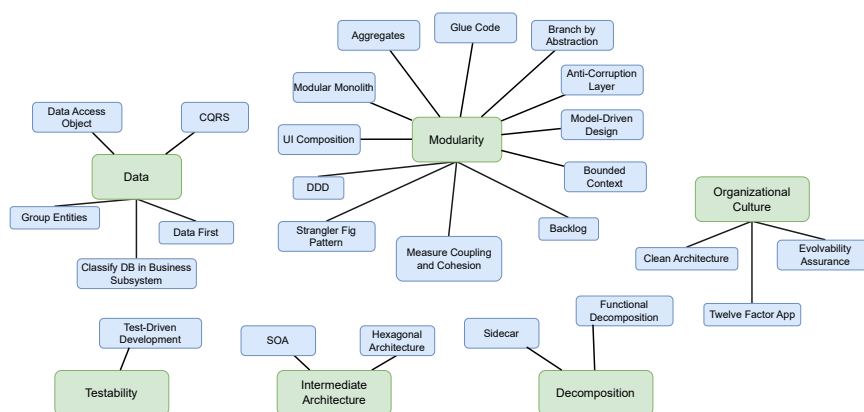 Glue Code
Aggregates
Branch by
Abstraction
Anti-Corruption
Layer
Modular Monolith
Data Access
Object
CQRS
Model-Driven
Design
UI Composition
Modularity
Data
Bounded
Context
DDD
Organizational
Culture
Group Entities
Data First
Strangler Fig
Pattern
Backlog
Measure Coupling
and Cohesion
Clean Architecture
Evolvability
Assurance
Classify DB in Business
Subsystem
Twelve Factor App
Functional
Decomposition
Test-Driven
Development
SOA
Hexagonal
Architecture
Sidecar
Testability
Intermediate
Architecture
Decomposition